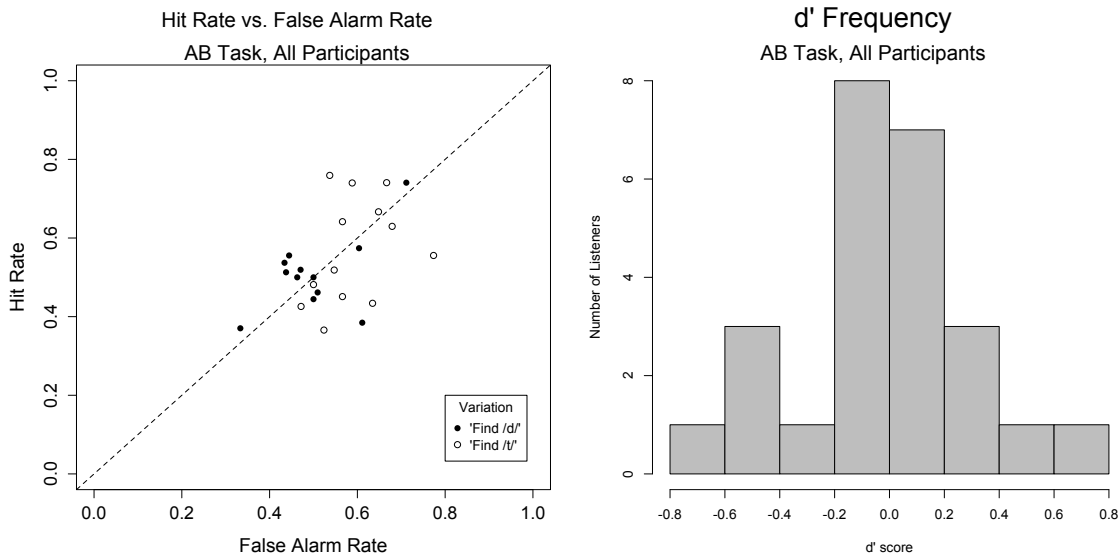 Hit Rate vs. False Alarm Rate
AB Task, All Participants
Hit Rate
1.0
0.8
0.6
0.4
0.2
0.0
0.0 0.2 0.4 0.6 0.8 1.0
False Alarm Rate
Variation
'Find /d/'
'Find /t/'
d' Frequency
AB Task, All Participants
Number of Listeners
8
6
4
2
0
-0.8 -0.6 -0.4 -0.2 0.0 0.2 0.4 0.6 0.8
d' score